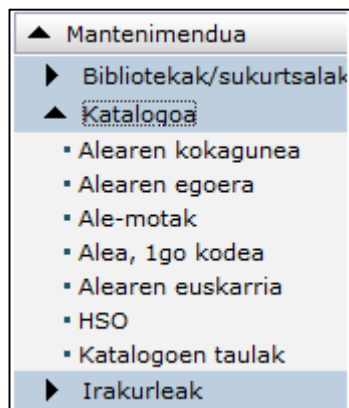 Mantenimendua
Bibliotekak/sukurtsalak
Katalogoa
Alearen kokagunea
Alearen egoera
Ale-motak
Alea, 1go kodea
Alearen euskarria
HSO
Katalogoen taulak
Irakurleak